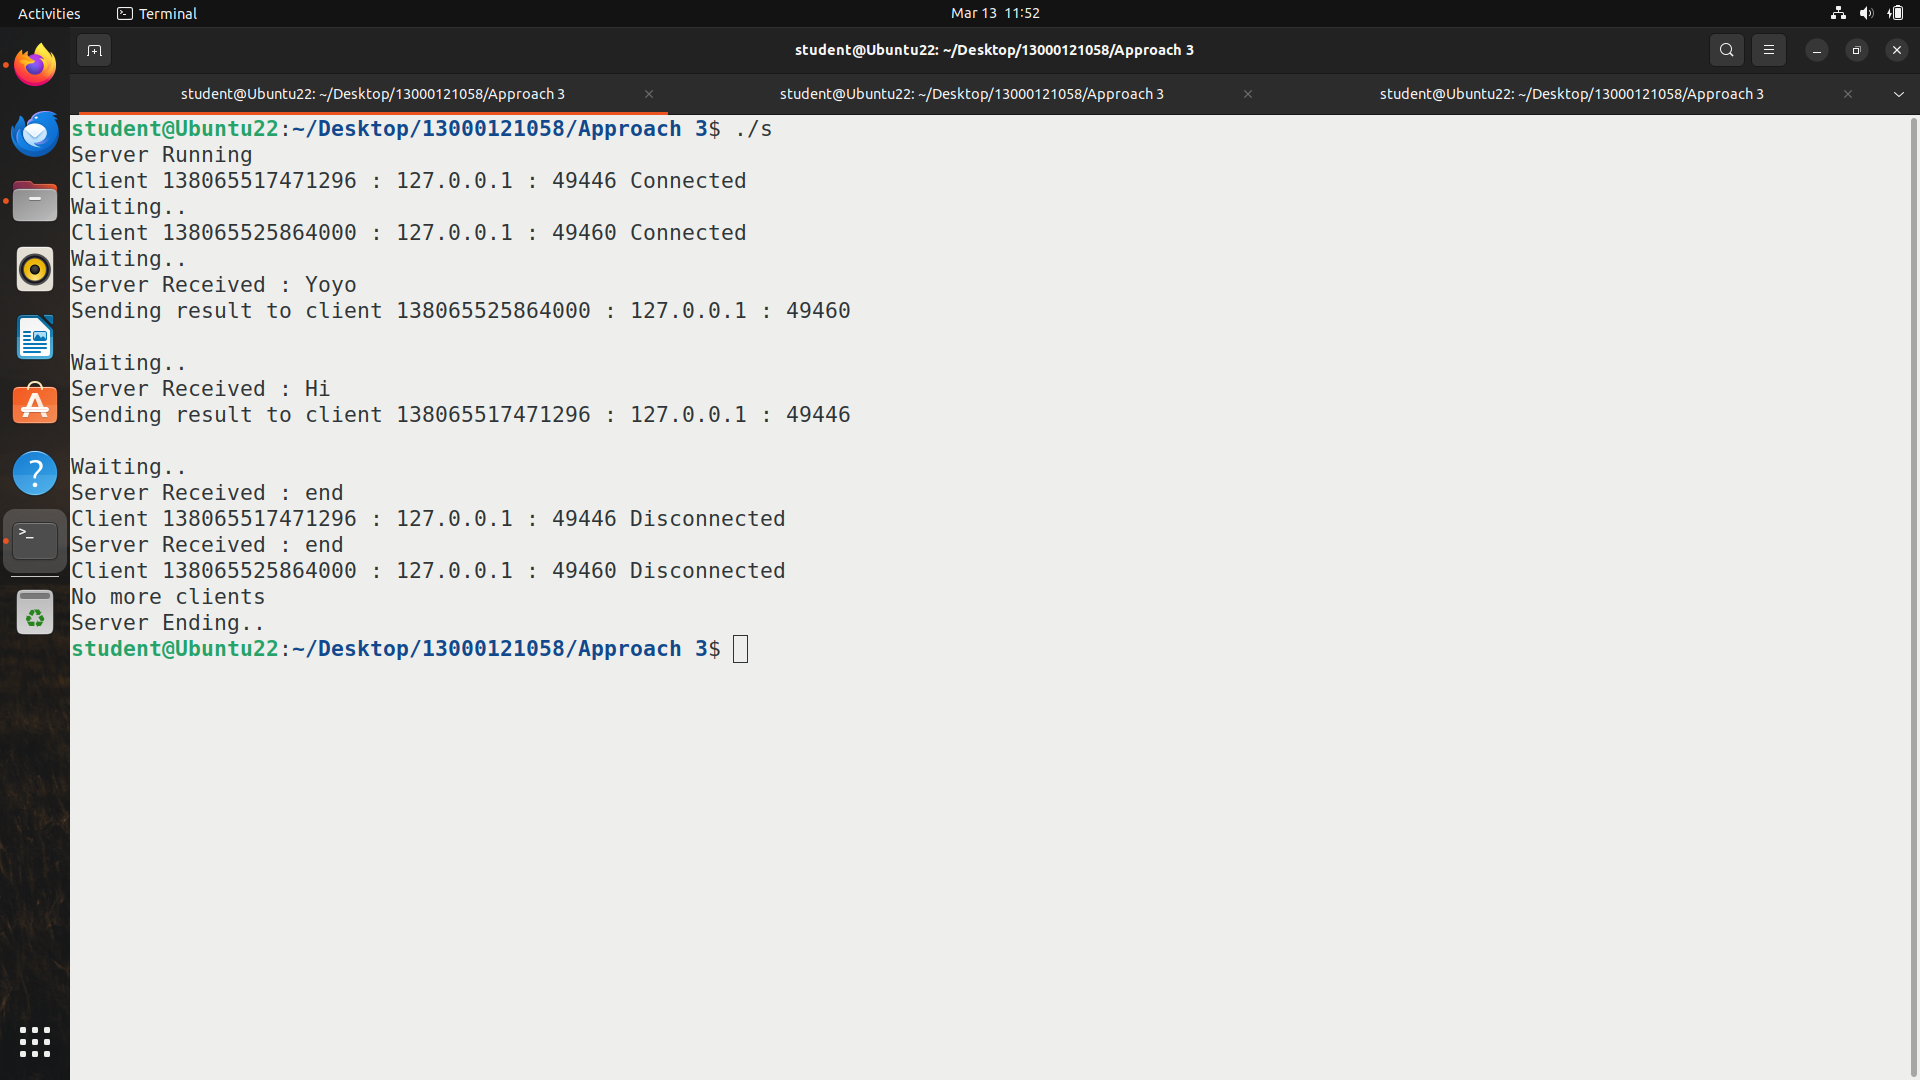 Activities Terminal Mar 13 11:52
student@Ubuntu22: ~/Desktop/13000121058/Approach 3
student@Ubuntu22: ~/Desktop/13000121058/Approach 3 student@Ubuntu22: ~/Desktop/13000121058/Approach 3 student@Ubuntu22: ~/Desktop/13000121058/Approach 3
student@Ubuntu22:~/Desktop/13000121058/Approach 3$ ./s
Server Running
Client 138065517471296 : 127.0.0.1 : 49446 Connected
Waiting..
Client 138065525864000 : 127.0.0.1 : 49460 Connected
Waiting..
Server Received : Yoyo
Sending result to client 138065525864000 : 127.0.0.1 : 49460
Waiting..
Server Received : Hi
Sending result to client 138065517471296 : 127.0.0.1 : 49446
Waiting..
Server Received : end
Client 138065517471296 : 127.0.0.1 : 49446 Disconnected
Server Received : end
Client 138065525864000 : 127.0.0.1 : 49460 Disconnected
No more clients
Server Ending..
student@Ubuntu22:~/Desktop/13000121058/Approach 3$